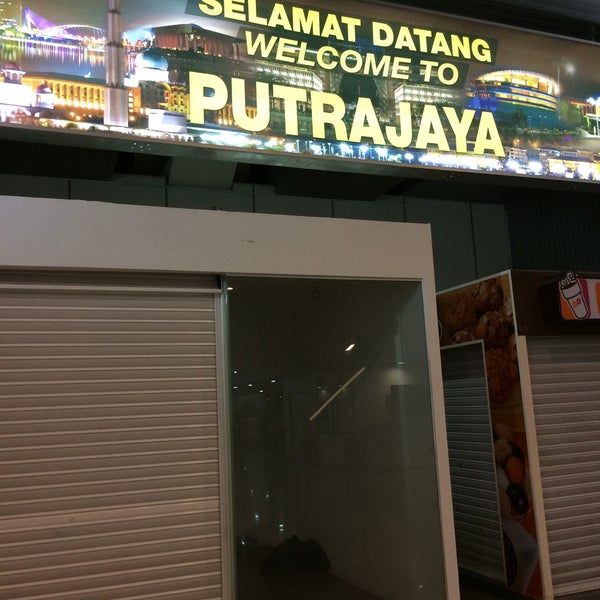 SELAMAT DATANG
WELCOME TO
PUTRAJAYA